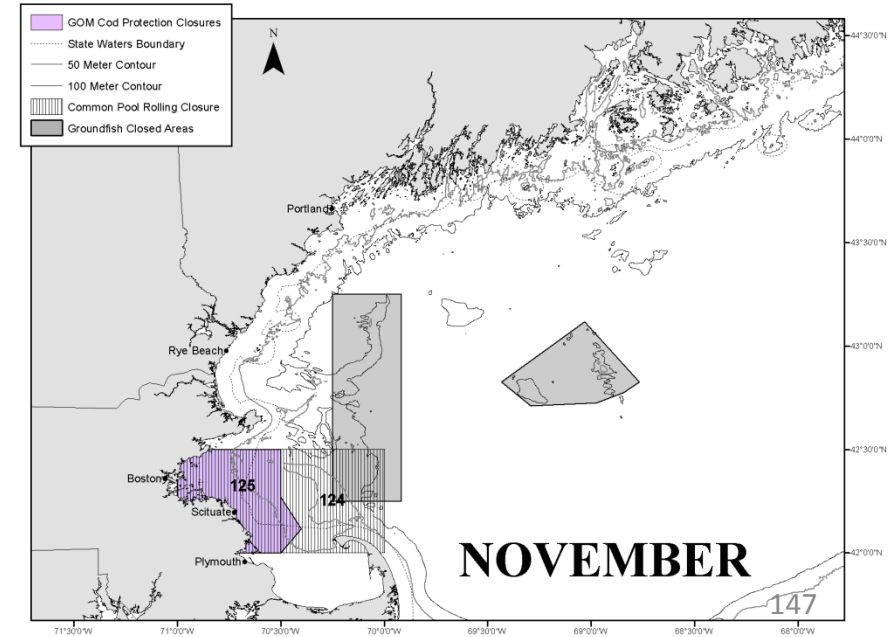 GOM Cod Protection Closures
State Waters Boundary
50 Meter Contour
100 Meter Contour
Common Pool Rolling Closure
Groundfish Closed Areas
N
44°30'0"N
44°0'0"N
Portland
43°30'0"N
Rye Beach
43°0'0"N
42°30'0"N
Boston
125
124
Scituate
Plymouth
42°0'0"N
NOVEMBER
147
71°30'0"W
71°0'0"W
70°30'0"W
70°0'0"W
69°30'0"W
69°0'0"W
68°30'0"W
68°0'0"W